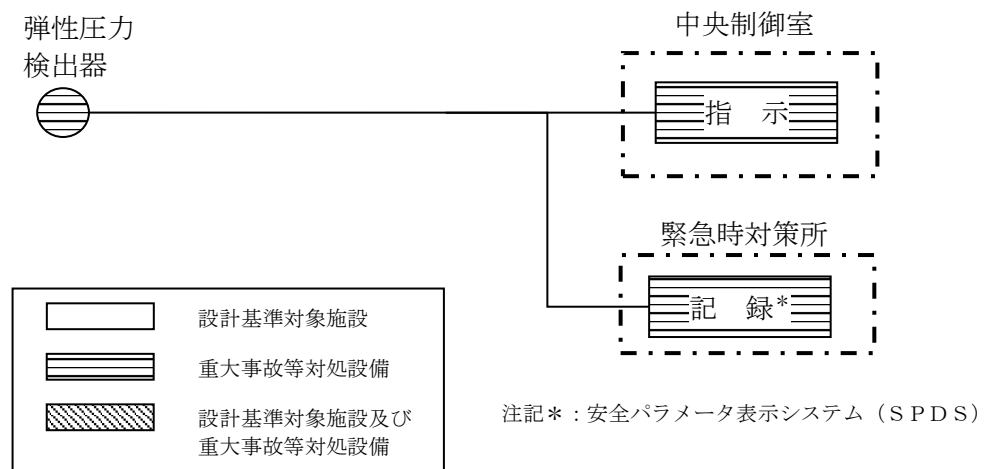 弾性圧力
検出器
中央制御室
指 示
緊急時対策所
記 録*
設計基準対象施設
重大事故等対処設備
設計基準対象施設及び
重大事故等対処設備
注記＊：安全パラメータ表示システム（ＳＰＤＳ）